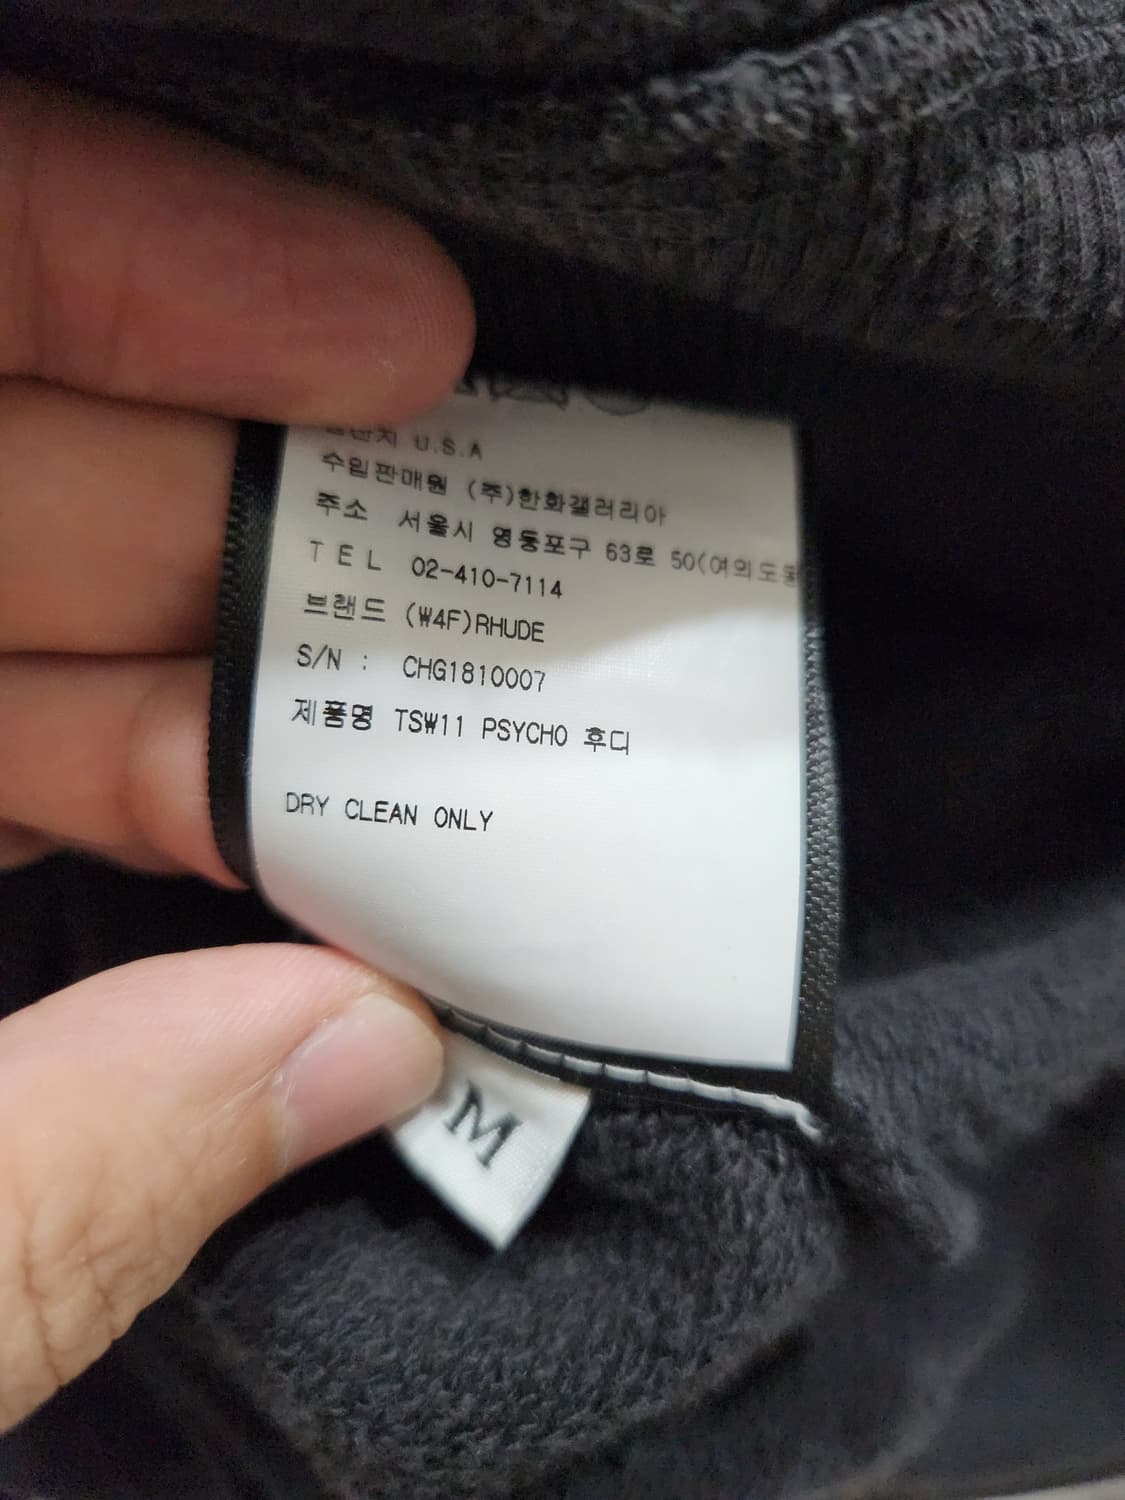 U.S.A
수입판매원 (주)한화갤러리아
주소 서울시 영등포구 63로 50(여의도동
TEL 02-410-7114
브랜드 (W4F)RHUDE
S/N : CHG1810007
제품명 TSW11 PSYCHO 후디
DRY CLEAN ONLY
M